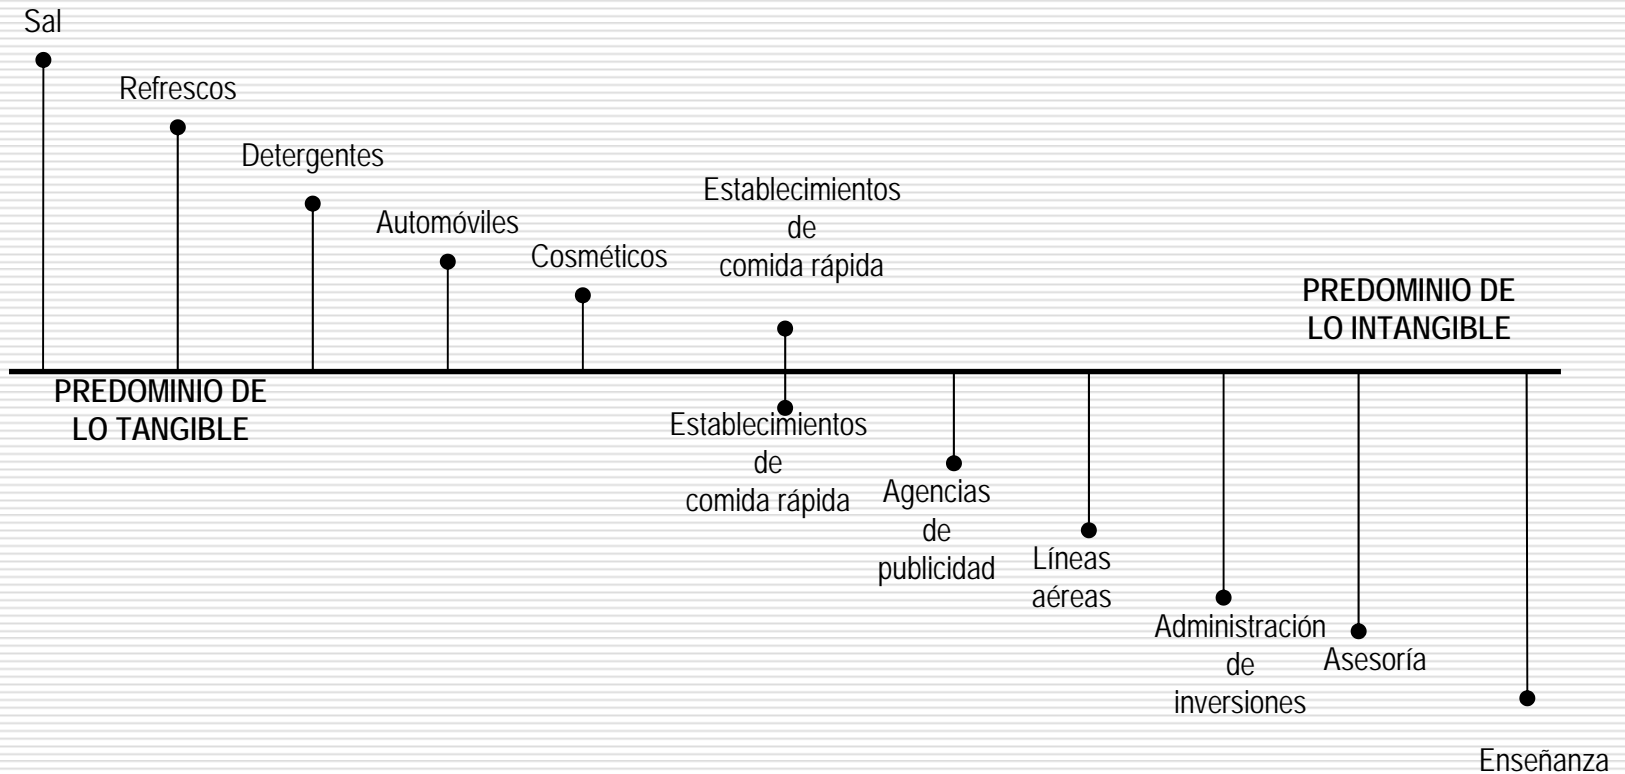 Sal
Refrescos
Detergentes
Automóviles
Cosméticos
Establecimientos
de
comida rápida
PREDOMINIO DE
LO INTANGIBLE
PREDOMINIO DE
LO TANGIBLE
Establecimientos
de
comida rápida
Agencias
de
publicidad
Líneas
aéreas
Administración
de
inversiones
Asesoría
Enseñanza